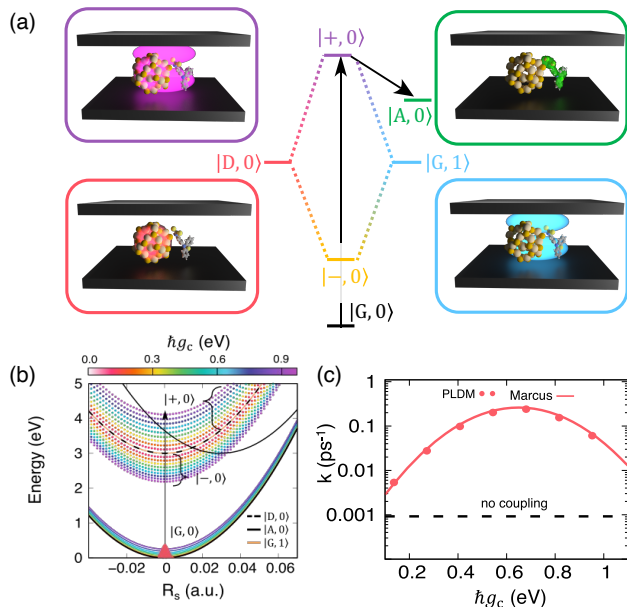 (a)
|+, 0⟩
|A, 0⟩
|D, 0⟩
|G, 1⟩
|−, 0⟩
|G, 0⟩
(b)
ℏg_c (eV)
0.0 0.3 0.6 0.9
5
4
3
2
1
0
Energy (eV)
|+, 0⟩
|−, 0⟩
|G, 0⟩
|D, 0⟩
|A, 0⟩
|G, 1⟩
−0.02 0 0.02 0.04 0.06
R_s (a.u.)
(c)
PLDM Marcus
1
0.1
0.01
0.001
k (ps⁻¹)
no coupling
0.2 0.4 0.6 0.8 1
ℏg_c (eV)